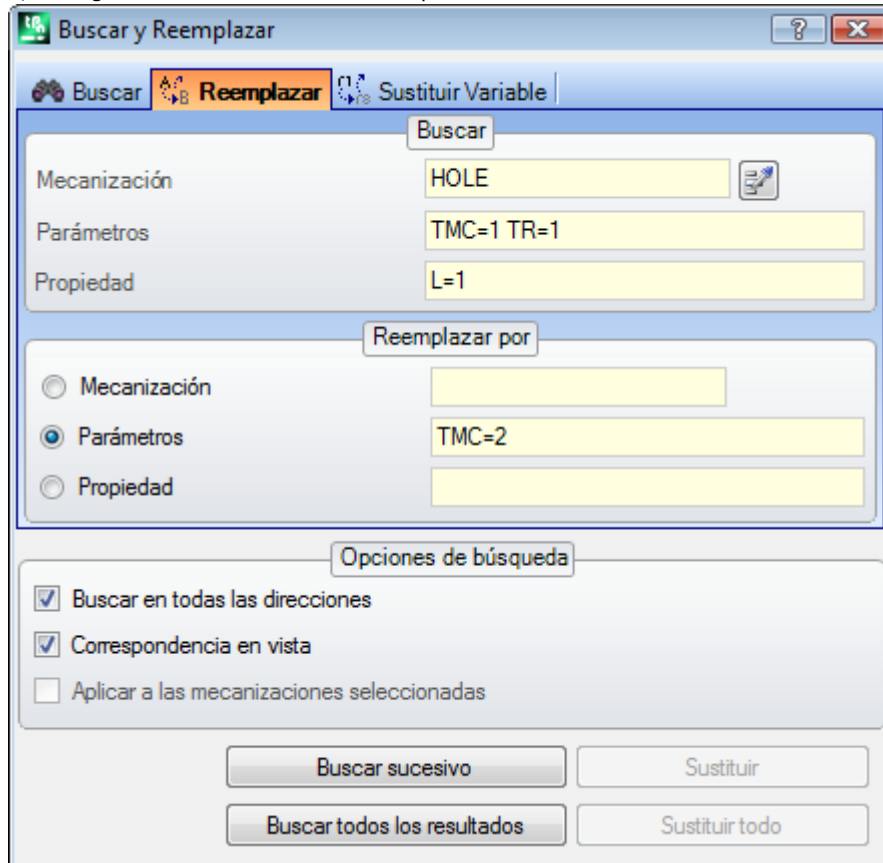 Buscar y Reemplazar
Buscar Reemplazar Sustituir Variable
Buscar
Mecanización HOLE
Parámetros TMC=1 TR=1
Propiedad L=1
Reemplazar por
Mecanización
Parámetros TMC=2
Propiedad
Opciones de búsqueda
Buscar en todas las direcciones
Correspondencia en vista
Aplicar a las mecanizaciones seleccionadas
Buscar sucesivo Sustituir
Buscar todos los resultados Sustituir todo